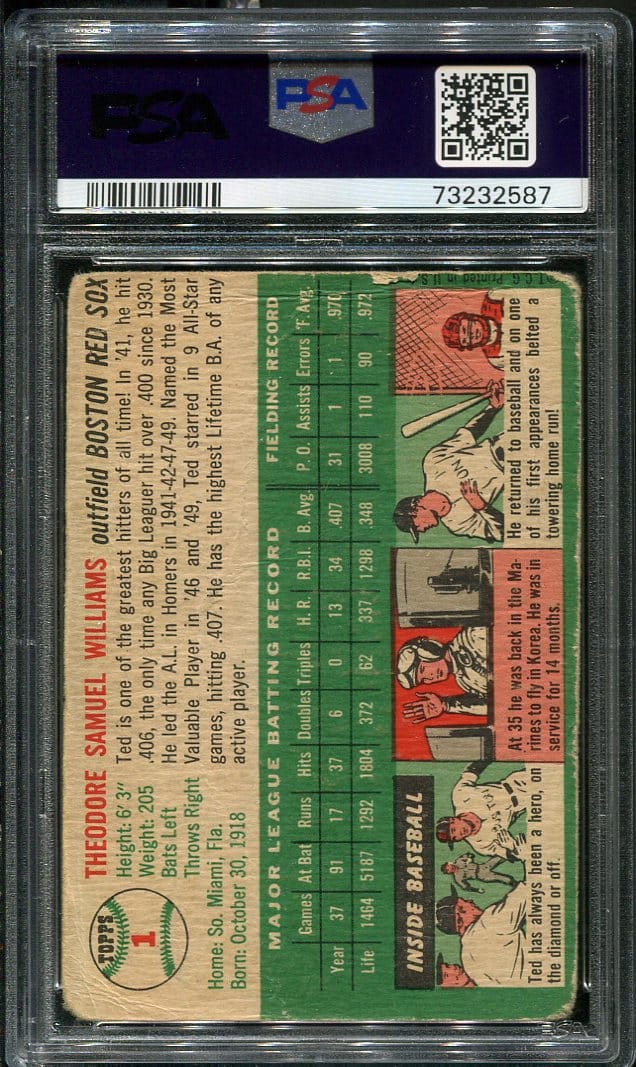 PSA
PSA
73232587
TOPPS
1
THEODORE SAMUEL WILLIAMS outfield BOSTON RED SOX
Height: 6' 3"
Weight: 205
Bats Left
Throws Right
Home: So. Miami, Fla.
Born: October 30, 1918
Ted is one of the greatest hitters of all time! In '41, he hit
.406, the only time any Big Leaguer hit over .400 since 1930.
He led the A.L. in Homers in 1941-42-47-49. Named the Most
Valuable Player in '46 and '49, Ted starred in 9 All-Star
games, hitting .407. He has the highest Lifetime B.A. of any
active player.
MAJOR LEAGUE BATTING RECORD FIELDING RECORD
Games At Bat Runs Hits Doubles Triples H.R. R.B.I. B. Avg. P.O. Assists Errors F. Avg.
Year 37 91 17 37 6 0 13 34 .407 31 1 1 .970
Life 1464 5187 1292 1804 372 62 337 1298 .348 3008 110 90 .972
INSIDE BASEBALL
Ted has always been a hero, on
the diamond or off.
At 35 he was back in the Ma-
rines to fly in Korea. He was in
service for 14 months.
He returned to baseball and on one
of his first appearances belted a
towering home run!
©T.C.G. Printed in U.S.
PSA